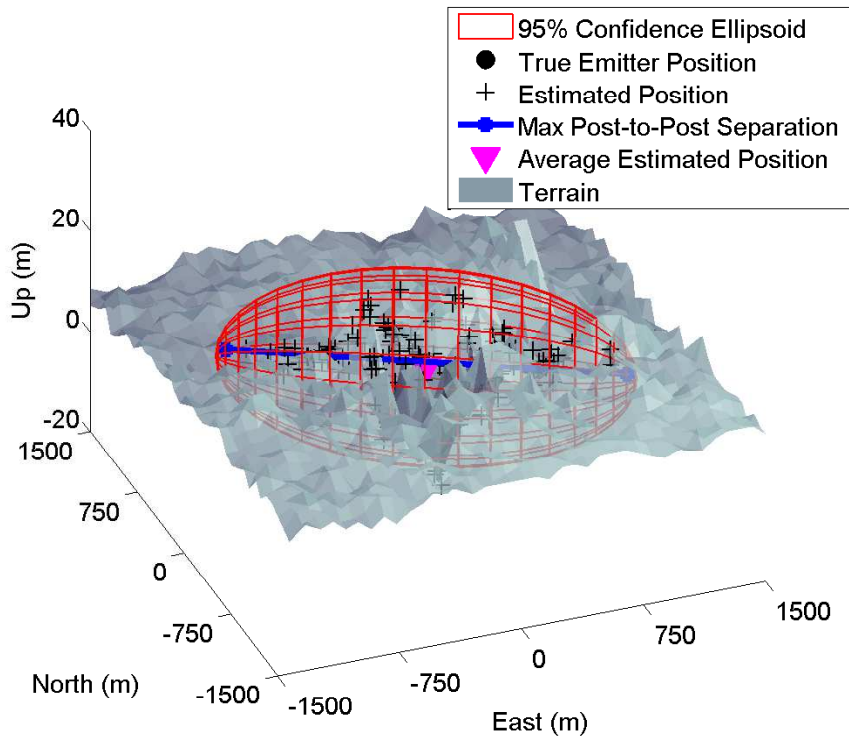 95% Confidence Ellipsoid
True Emitter Position
Estimated Position
Max Post-to-Post Separation
Average Estimated Position
Terrain
40
20
0
-20
Up (m)
1500
750
0
-750
-1500
North (m)
-1500
-750
0
750
1500
East (m)